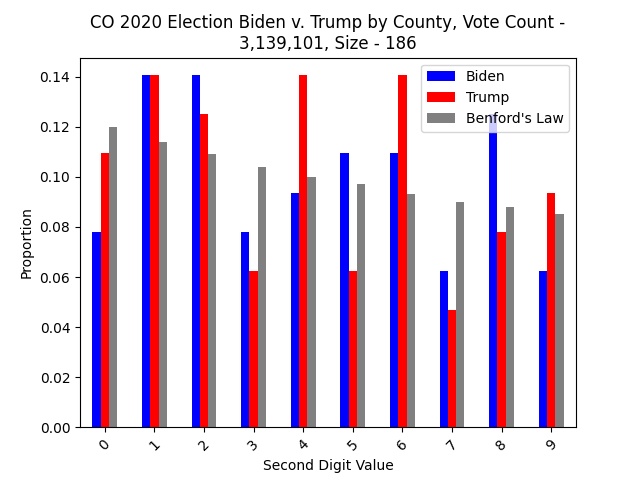 CO 2020 Election Biden v. Trump by County, Vote Count -
3,139,101, Size - 186
Biden
Trump
Benford's Law
Proportion
0.14
0.12
0.10
0.08
0.06
0.04
0.02
0.00
0 1 2 3 4 5 6 7 8 9
Second Digit Value